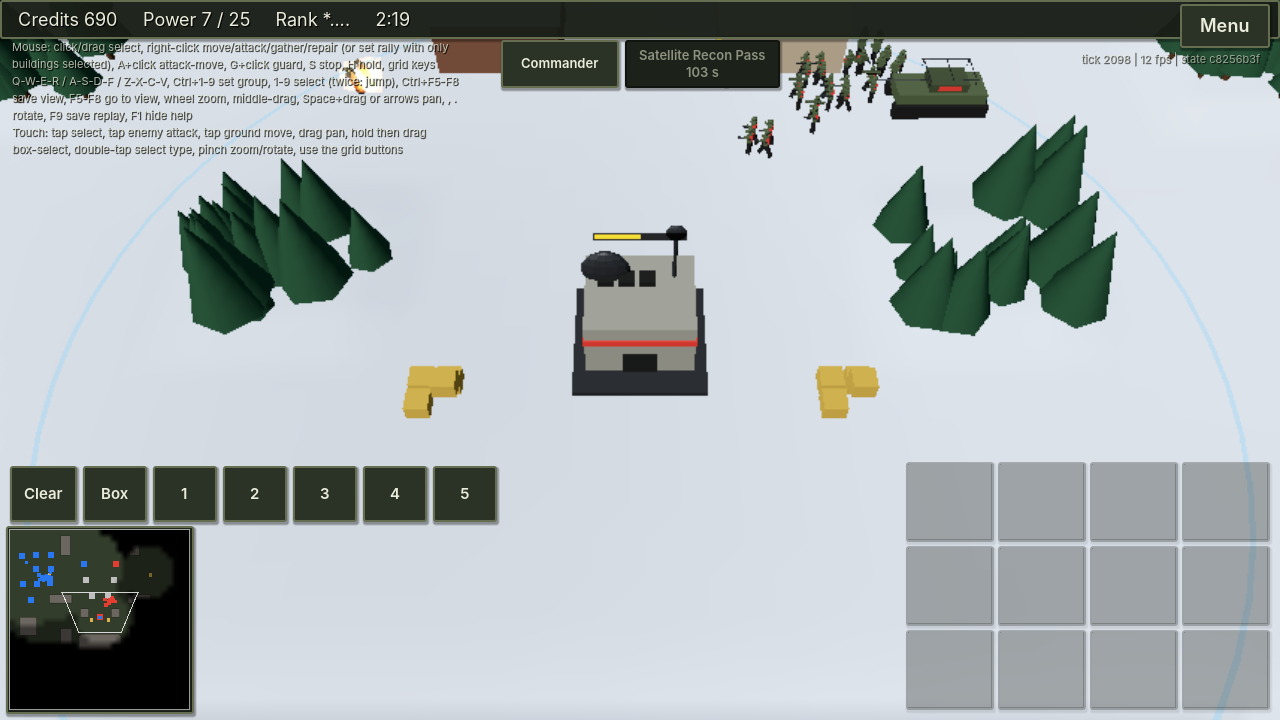 Credits 690 Power 7 / 25 Rank *.... 2:19
Menu
Mouse: click/drag select, right-click move/attack/gather/repair (or set rally with only
buildings selected), A+click attack-move, G+click guard, S stop, hold, grid keys
Q-W-E-R / A-S-D-F / Z-X-C-V, Ctrl+1-9 set group, 1-9 select (twice: jump), Ctrl+F5-F8
save view, F5-F8 go to view, wheel zoom, middle-drag, Space+drag or arrows pan, , .
rotate, F9 save replay, F1 hide help
Touch: tap select, tap enemy attack, tap ground move, drag pan, hold then drag
box-select, double-tap select type, pinch zoom/rotate, use the grid buttons
Commander
Satellite Recon Pass
103 s
tick 2098 | 12 fps | state c8256b3f
Clear Box 1 2 3 4 5